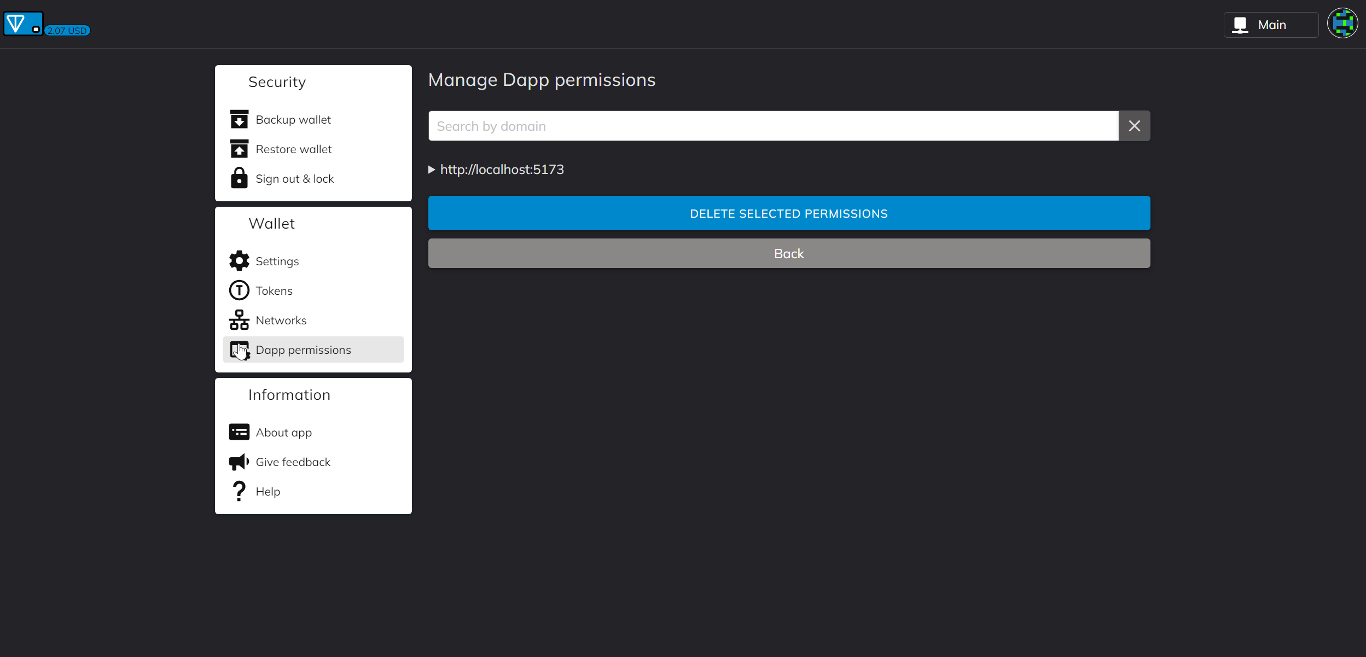 2.07 USD
Main
Security
Backup wallet
Restore wallet
Sign out & lock
Wallet
Settings
Tokens
Networks
Dapp permissions
Information
About app
Give feedback
Help
Manage Dapp permissions
Search by domain
http://localhost:5173
DELETE SELECTED PERMISSIONS
Back